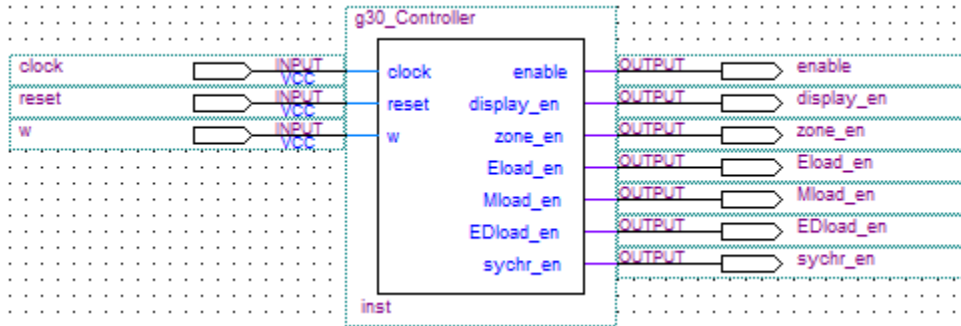 g30_Controller
clock INPUT VCC clock enable OUTPUT enable
reset INPUT VCC reset display_en OUTPUT display_en
w INPUT VCC w zone_en OUTPUT zone_en
Eload_en OUTPUT Eload_en
Mload_en OUTPUT Mload_en
EDload_en OUTPUT EDload_en
sychr_en OUTPUT sychr_en
inst